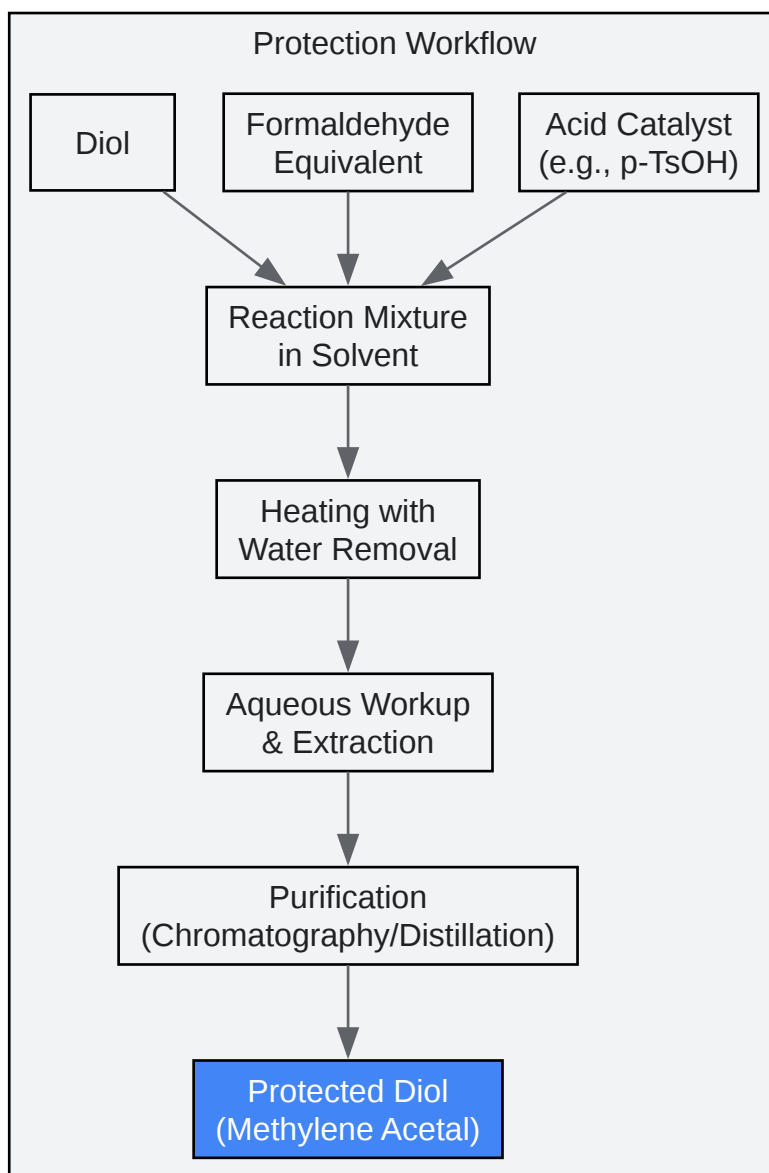 Protection Workflow
Diol
Formaldehyde
Equivalent
Acid Catalyst
(e.g., p-TsOH)
Reaction Mixture
in Solvent
Heating with
Water Removal
Aqueous Workup
& Extraction
Purification
(Chromatography/Distillation)
Protected Diol
(Methylene Acetal)